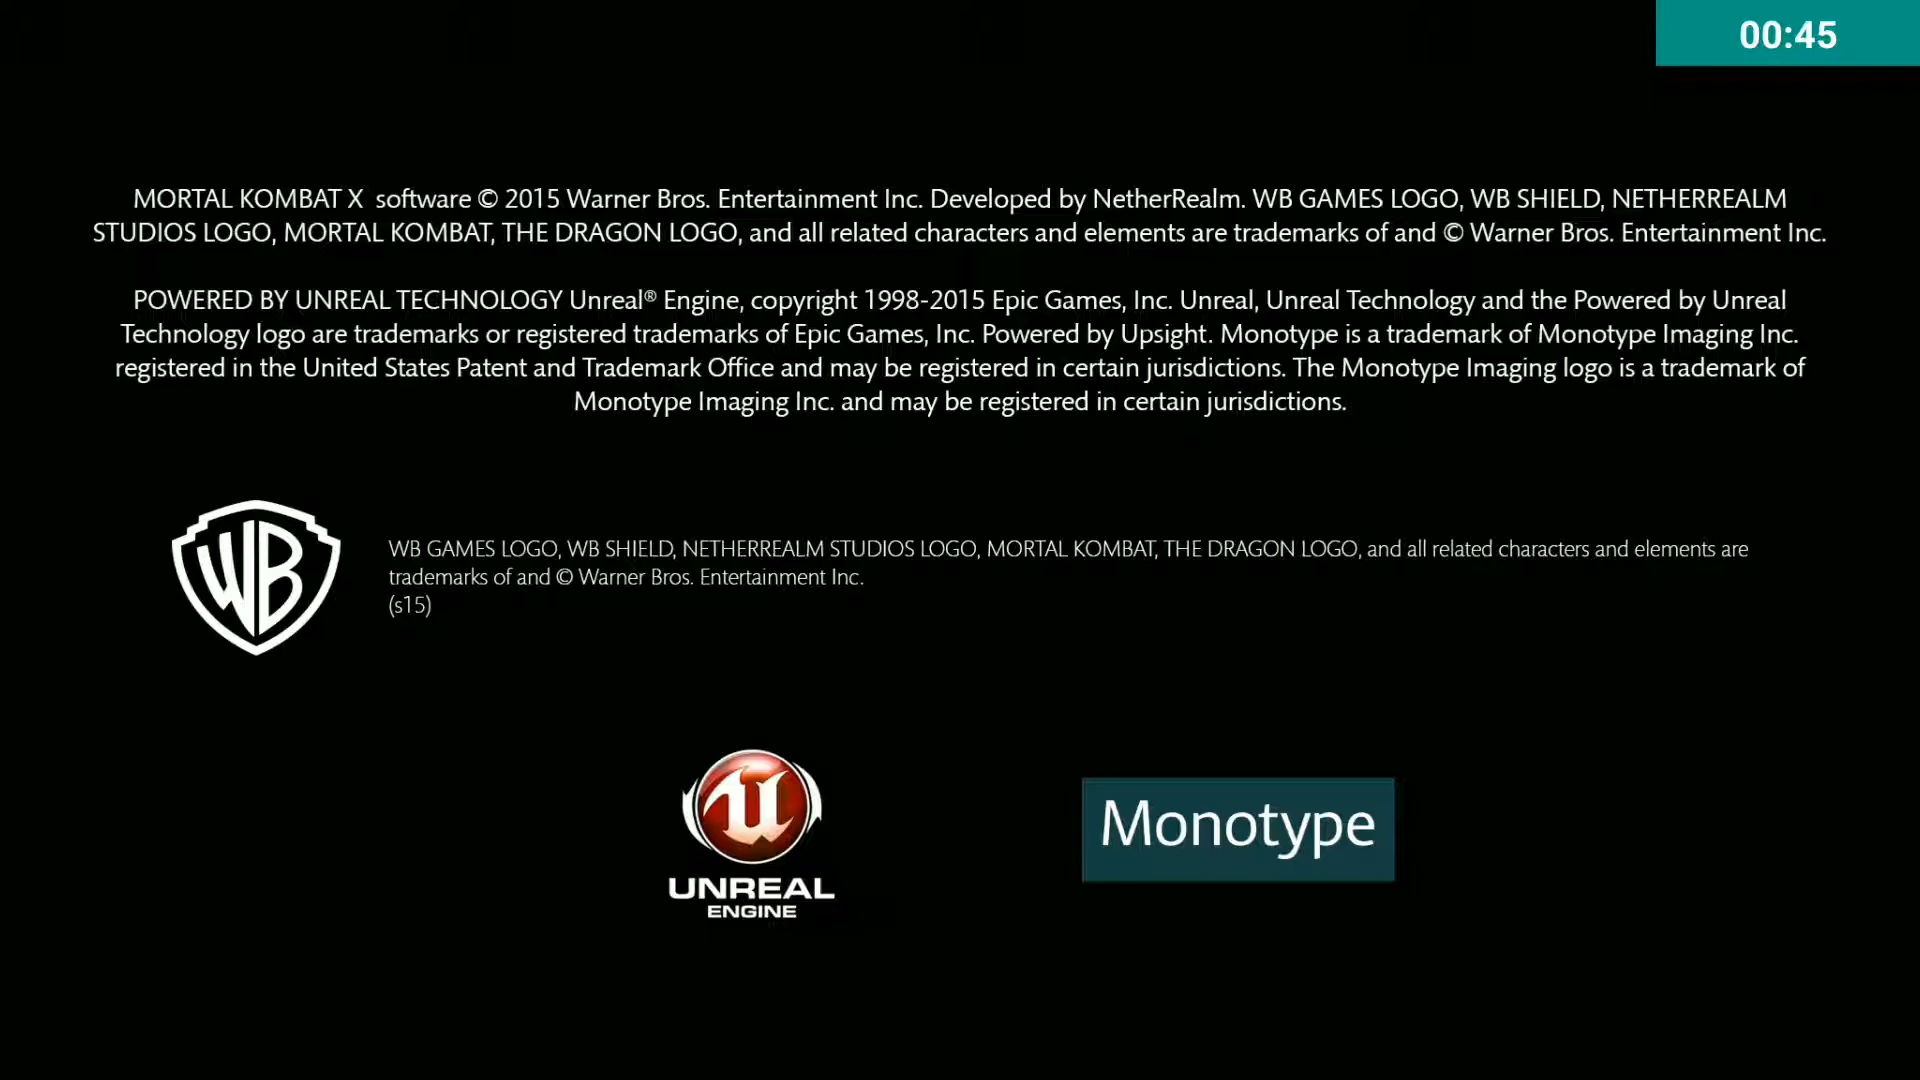 00:45
MORTAL KOMBAT X software © 2015 Warner Bros. Entertainment Inc. Developed by NetherRealm. WB GAMES LOGO, WB SHIELD, NETHERREALM
STUDIOS LOGO, MORTAL KOMBAT, THE DRAGON LOGO, and all related characters and elements are trademarks of and © Warner Bros. Entertainment Inc.
POWERED BY UNREAL TECHNOLOGY Unreal® Engine, copyright 1998-2015 Epic Games, Inc. Unreal, Unreal Technology and the Powered by Unreal
Technology logo are trademarks or registered trademarks of Epic Games, Inc. Powered by Upsight. Monotype is a trademark of Monotype Imaging Inc.
registered in the United States Patent and Trademark Office and may be registered in certain jurisdictions. The Monotype Imaging logo is a trademark of
Monotype Imaging Inc. and may be registered in certain jurisdictions.
WB
WB GAMES LOGO, WB SHIELD, NETHERREALM STUDIOS LOGO, MORTAL KOMBAT, THE DRAGON LOGO, and all related characters and elements are
trademarks of and © Warner Bros. Entertainment Inc.
(s15)
U
UNREAL
ENGINE
Monotype